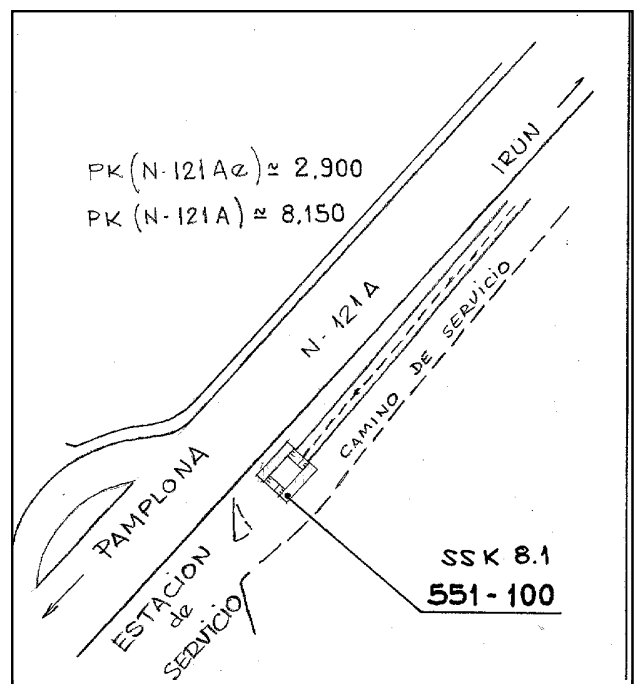 PK (N-121Aa) ≃ 2.900
PK (N-121A) ≃ 8,150
IRUN
N-121A
CAMINO DE SERVICIO
PAMPLONA
ESTACION
de
SERVICIO
SSK 8.1
551-100